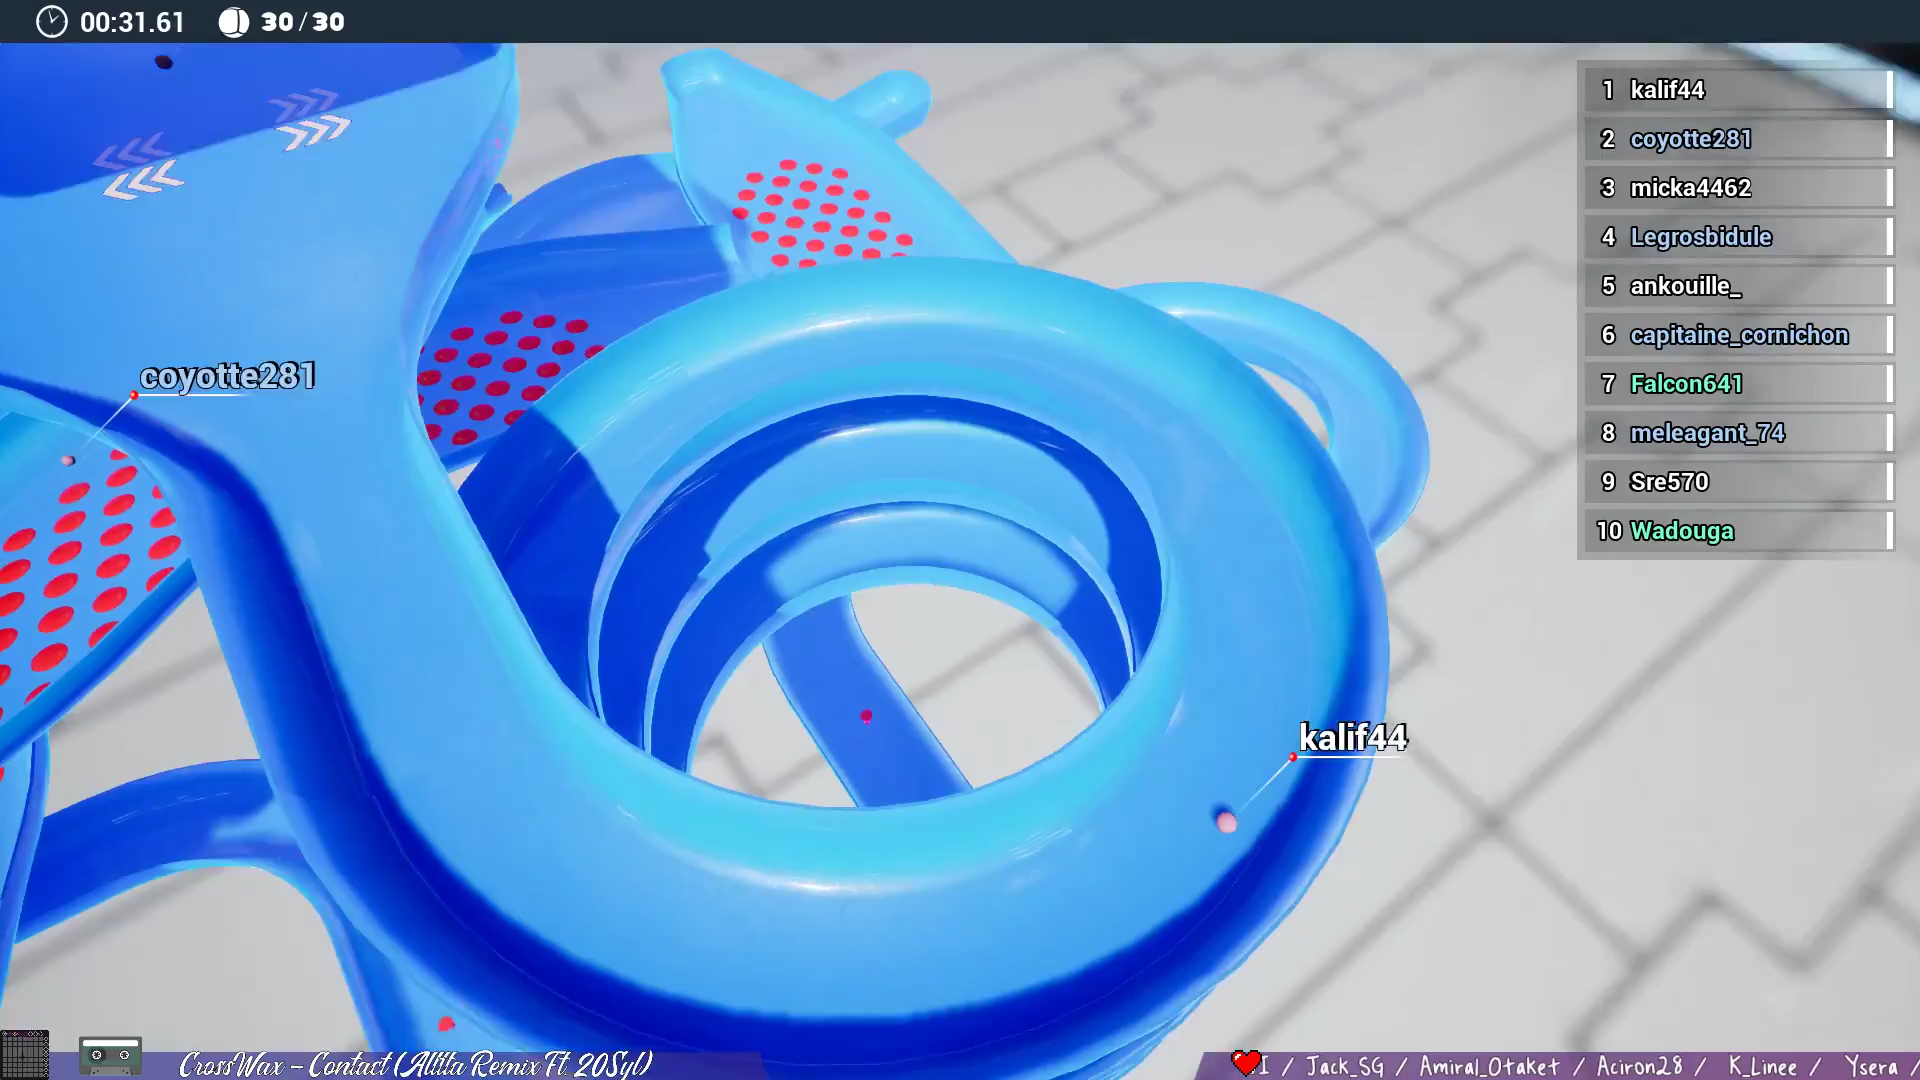 00:31.61 30/30
1 kalif44
2 coyotte281
3 micka4462
4 Legrosbidule
5 ankouille_
6 capitaine_cornichon
7 Falcon641
8 meleagant_74
9 Sre570
10 Wadouga
coyotte281
kalif44
CrossWax - Contact (Allttta Remix Ft. 20Syl)
I / Jack_SG / Amiral_Otaket / Aciron28 / K_Linee / Ysera /